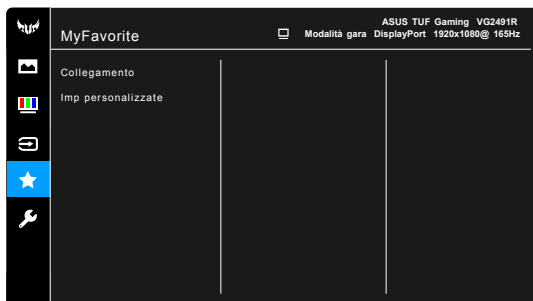 ASUS TUF Gaming VG2491R
MyFavorite
Modalità gara DisplayPort 1920x1080@ 165Hz
Collegamento
Imp personalizzate